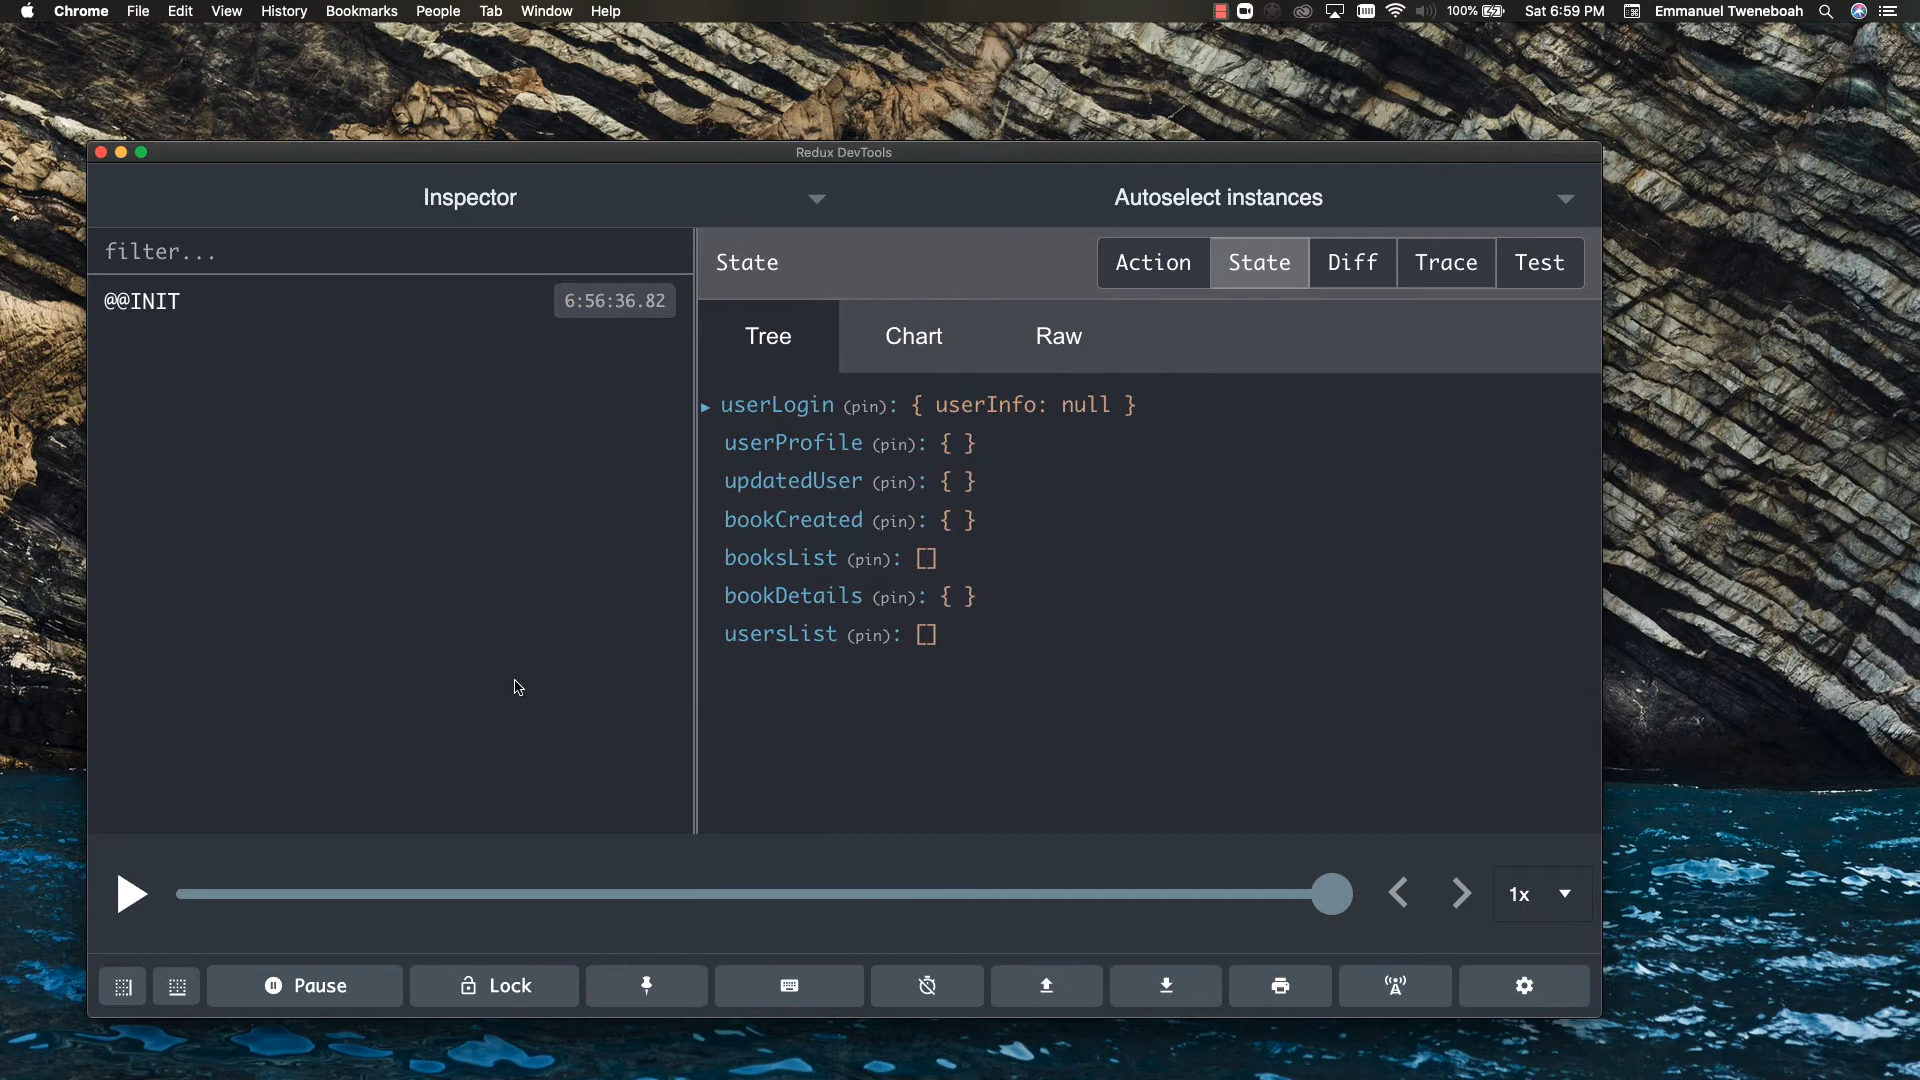 Chrome File Edit View History Bookmarks People Tab Window Help 100% Sat 6:59 PM Emmanuel Tweneboah
Redux DevTools
Inspector Autoselect instances
filter...
State Action State Diff Trace Test
@@INIT 6:56:36.82
Tree Chart Raw
userLogin (pin): { userInfo: null }
userProfile (pin): { }
updatedUser (pin): { }
bookCreated (pin): { }
booksList (pin): []
bookDetails (pin): { }
usersList (pin): []
1x
Pause Lock